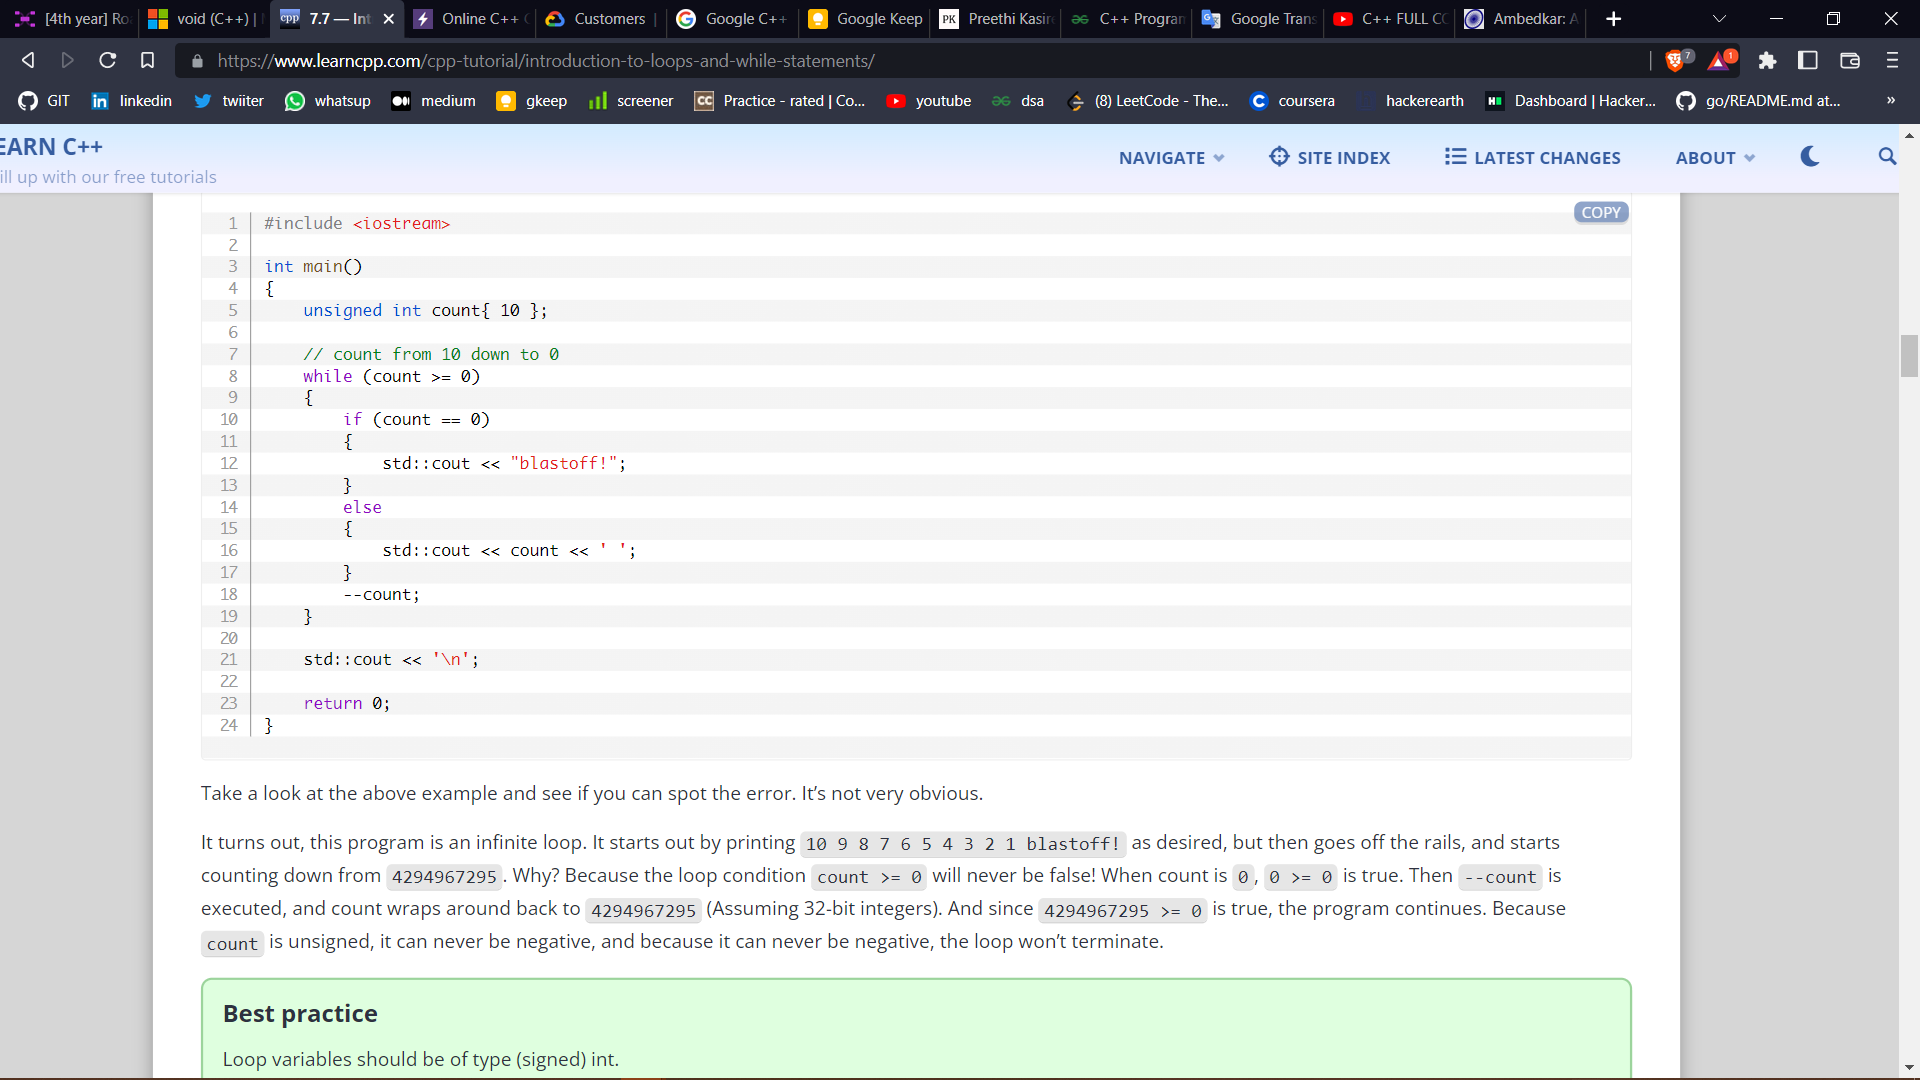 [4th year] Ro
void (C++) |
7.7 — Int
Online C++
Customers
Google C++
Google Keep
Preethi Kasir
C++ Progran
Google Trans
C++ FULL CO
Ambedkar: A
https://www.learncpp.com/cpp-tutorial/introduction-to-loops-and-while-statements/
7
1
GIT
linkedin
twiiter
whatsup
medium
gkeep
screener
Practice - rated | Co...
youtube
dsa
(8) LeetCode - The...
coursera
hackerearth
Dashboard | Hacker...
go/README.md at...
»
EARN C++
ill up with our free tutorials
NAVIGATE
SITE INDEX
LATEST CHANGES
ABOUT
COPY
1 #include <iostream>
2
3 int main()
4 {
5 unsigned int count{ 10 };
6
7 // count from 10 down to 0
8 while (count >= 0)
9 {
10 if (count == 0)
11 {
12 std::cout << "blastoff!";
13 }
14 else
15 {
16 std::cout << count << ' ';
17 }
18 --count;
19 }
20
21 std::cout << '\n';
22
23 return 0;
24 }
Take a look at the above example and see if you can spot the error. It’s not very obvious.
It turns out, this program is an infinite loop. It starts out by printing 10 9 8 7 6 5 4 3 2 1 blastoff! as desired, but then goes off the rails, and starts
counting down from 4294967295. Why? Because the loop condition count >= 0 will never be false! When count is 0, 0 >= 0 is true. Then --count is
executed, and count wraps around back to 4294967295 (Assuming 32-bit integers). And since 4294967295 >= 0 is true, the program continues. Because
count is unsigned, it can never be negative, and because it can never be negative, the loop won’t terminate.
Best practice
Loop variables should be of type (signed) int.